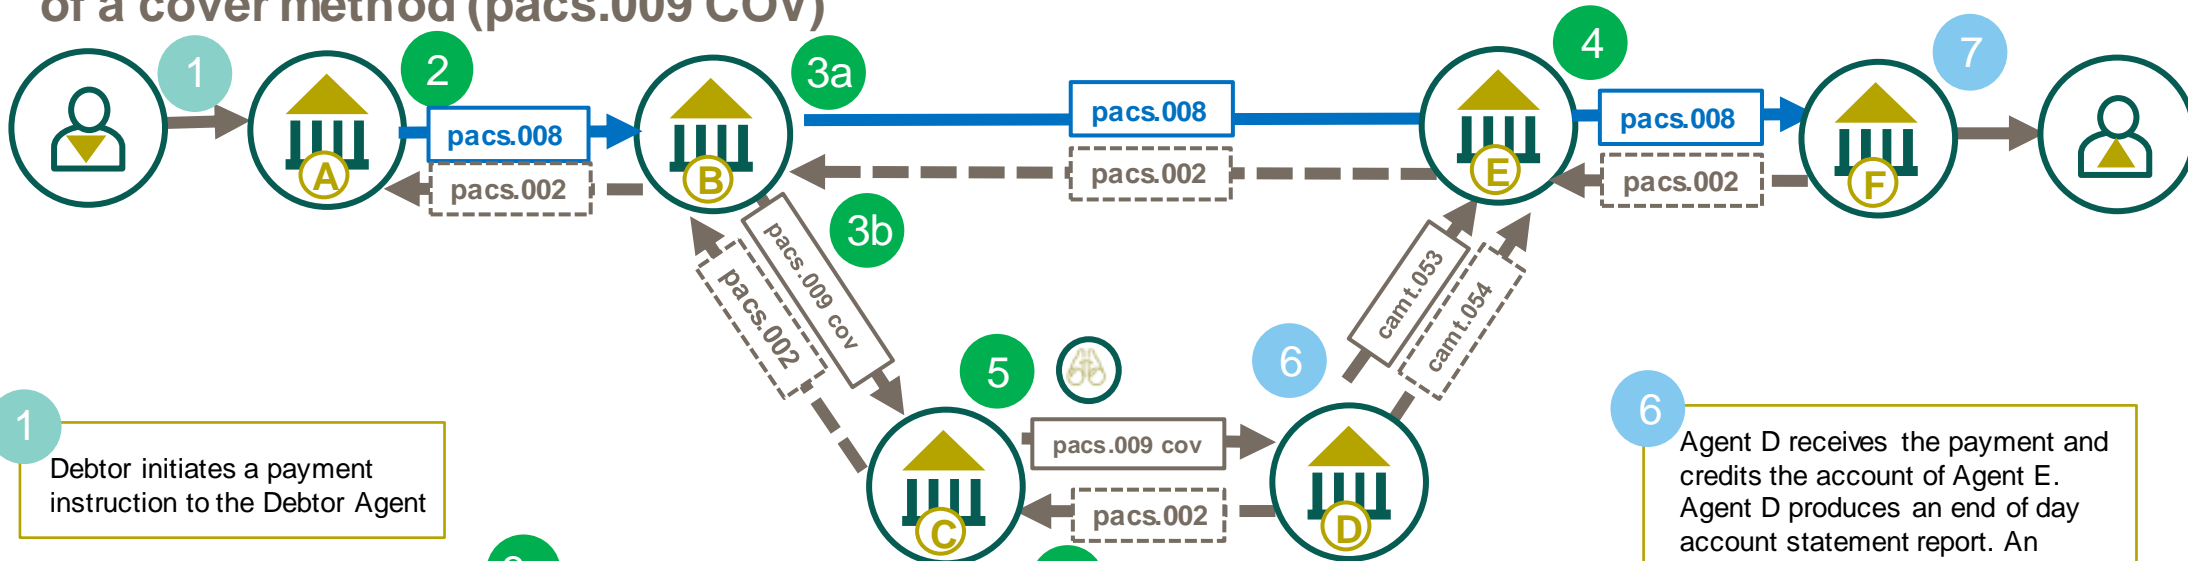 of a cover method (pacs.009 COV)
1
2
3a
4
7
pacs.008
pacs.008
pacs.008
pacs.002
pacs.002
pacs.002
A
B
E
F
3b
pacs.009 cov
pacs.002
camt.053
camt.054
5
6
pacs.009 cov
pacs.002
C
D
1
Debtor initiates a payment
instruction to the Debtor Agent
6
Agent D receives the payment and
credits the account of Agent E.
Agent D produces an end of day
account statement report. An